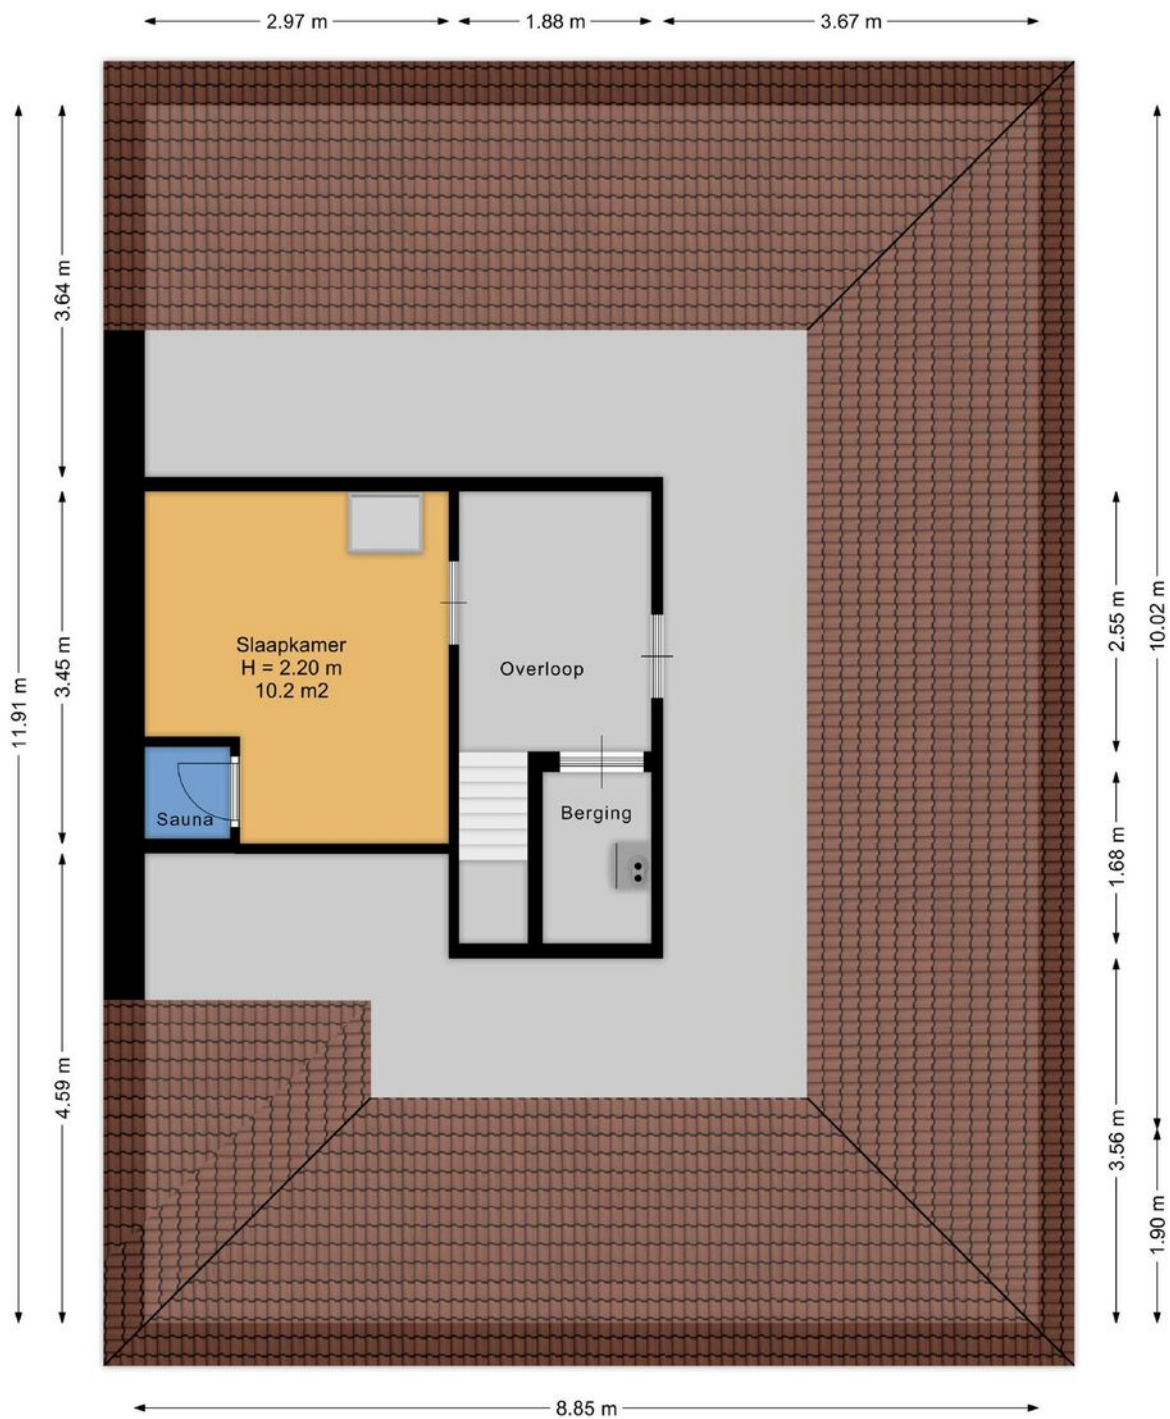 2.97 m
1.88 m
3.67 m
3.64 m
3.45 m
11.91 m
4.59 m
2.55 m
10.02 m
1.68 m
3.56 m
1.90 m
Slaapkamer
H = 2.20 m
10.2 m2
Overloop
Sauna
Berging
8.85 m